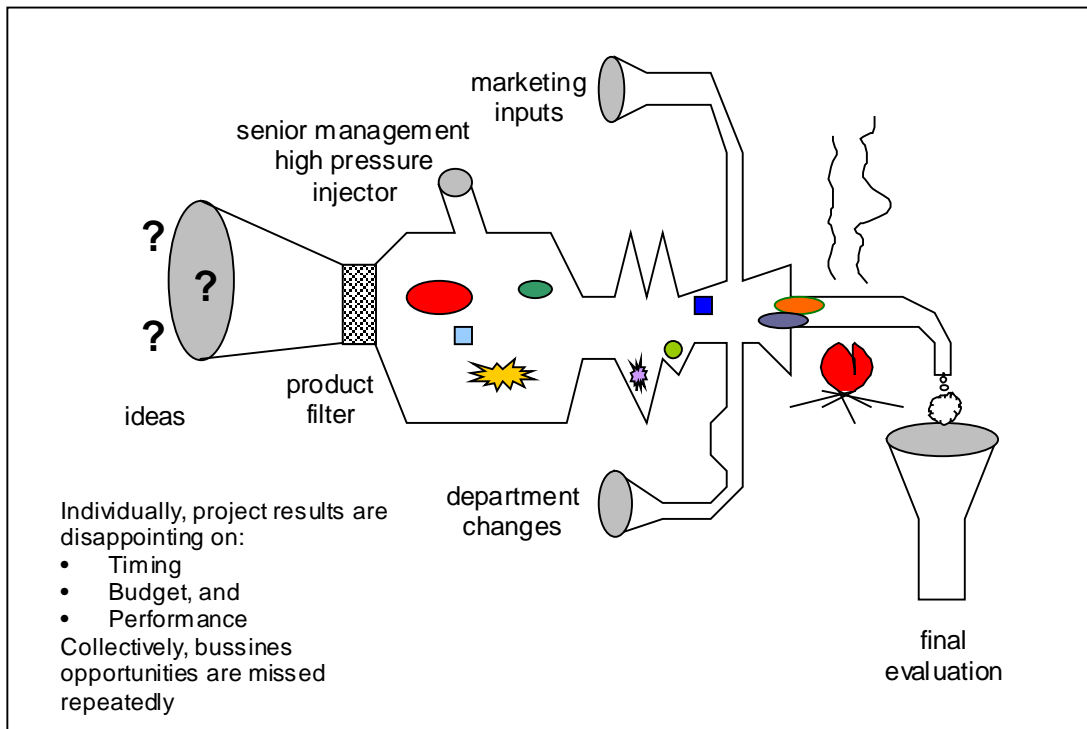 marketing
inputs
senior management
high pressure
injector
?
?
?
ideas
product
filter
department
changes
Individually, project results are
disappointing on:
• Timing
• Budget, and
• Performance
Collectively, bussines
opportunities are missed
repeatedly
final
evaluation